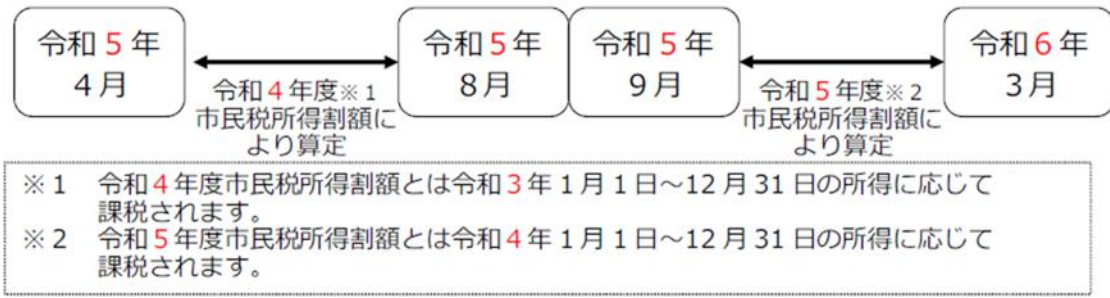 令和5年
4月
令和5年
8月
令和5年
9月
令和6年
3月
令和4年度※1
市民税所得割額に
より算定
令和5年度※2
市民税所得割額に
より算定
※1 令和4年度市民税所得割額とは令和3年1月1日～12月31日の所得に応じて
課税されます。
※2 令和5年度市民税所得割額とは令和4年1月1日～12月31日の所得に応じて
課税されます。